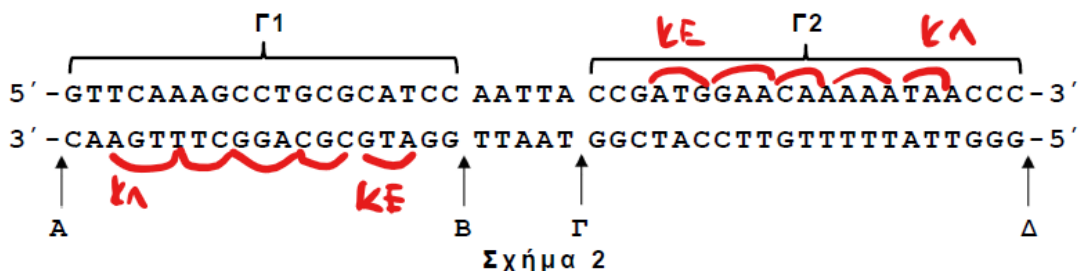 Γ1 Γ2
ΚΕ ΚΛ
5´-GTTCAAAGCCTGCGCATCC AATTA CCGATGGAACAAAAATAACCC-3´
3´-CAAGTTTCGGACGCGTAGG TTAAT GGCTACCTTGTTTTTATTGGG-5´
ΚΛ ΚΕ
Α Β Γ Δ
Σχήμα 2